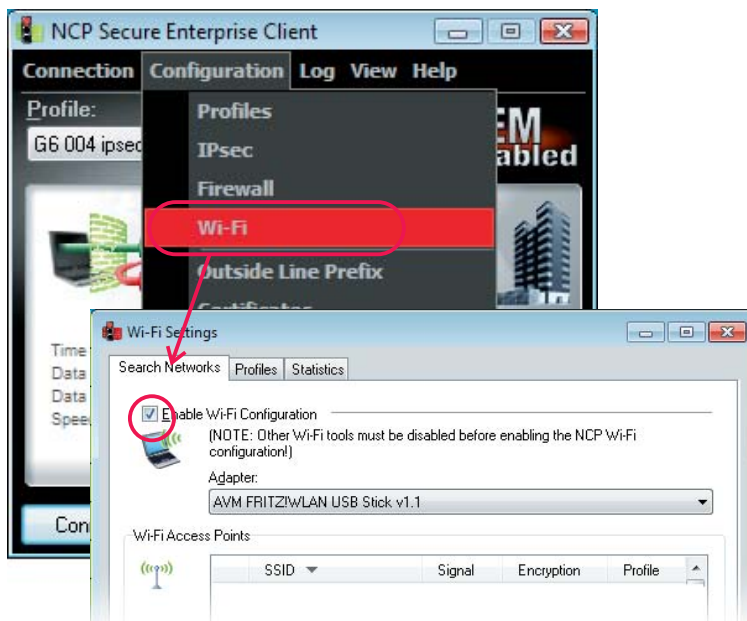 NCP Secure Enterprise Client
Connection Configuration Log View Help
Profile:
G6 004 ipsec
Profiles
IPsec
Firewall
Wi-Fi
Outside Line Prefix
Certificates
EM
abled
Time
Data
Data
Spee
Con
Wi-Fi Settings
Search Networks Profiles Statistics
Enable Wi-Fi Configuration
(NOTE: Other Wi-Fi tools must be disabled before enabling the NCP Wi-Fi
configuration!)
Adapter:
AVM FRITZ!WLAN USB Stick v1.1
Wi-Fi Access Points
SSID Signal Encryption Profile